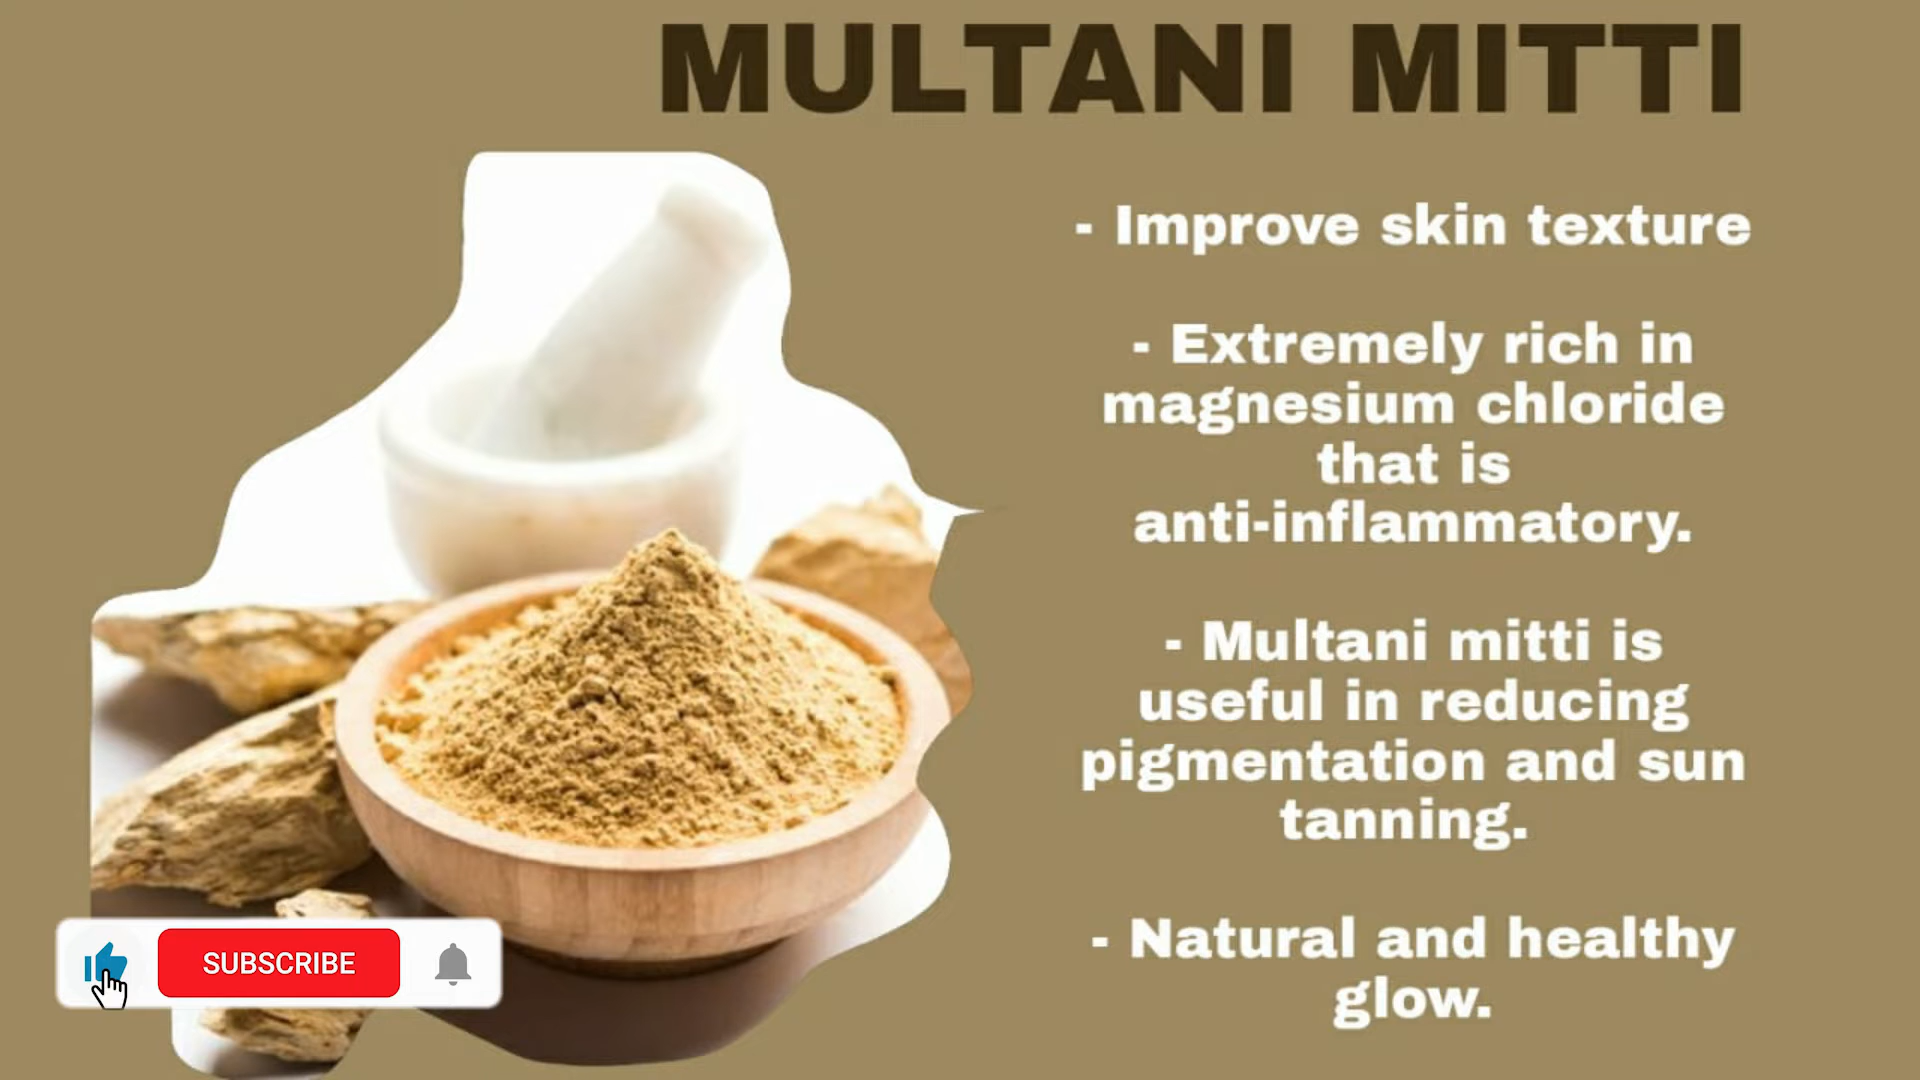 MULTANI MITTI
- Improve skin texture
- Extremely rich in
magnesium chloride
that is
anti-inflammatory.
- Multani mitti is
useful in reducing
pigmentation and sun
tanning.
- Natural and healthy
glow.
SUBSCRIBE